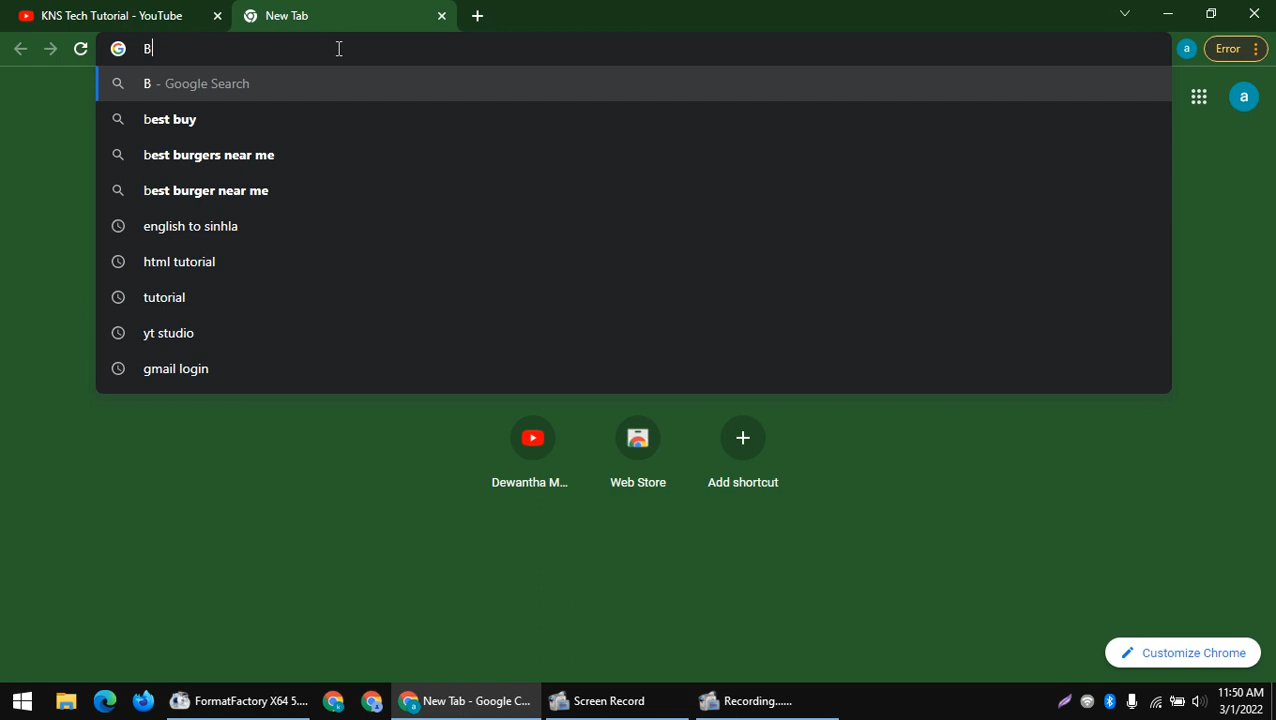 KNS Tech Tutorial - YouTube
New Tab
B
a
Error
B - Google Search
a
best buy
best burgers near me
best burger near me
english to sinhla
html tutorial
tutorial
yt studio
gmail login
Dewantha M...
Web Store
Add shortcut
Customize Chrome
FormatFactory X64 5....
New Tab - Google C...
Screen Record
Recording......
11:50 AM
3/1/2022